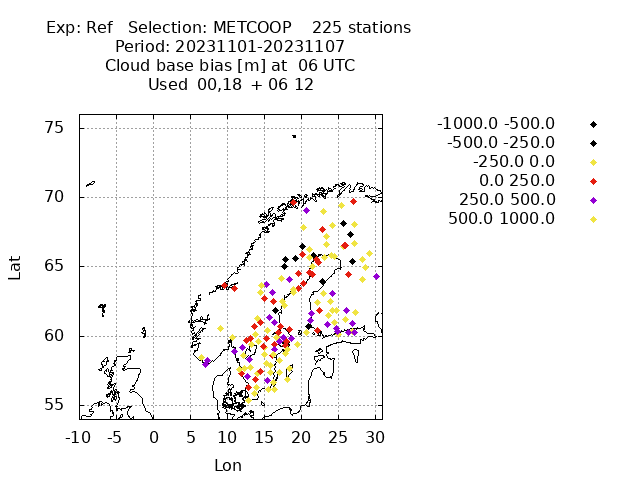 Exp: Ref   Selection: METCOOP    225 stations
Period: 20231101-20231107
Cloud base bias [m] at  06 UTC
Used 00,18  + 06 12
-1000.0 -500.0
-500.0 -250.0
-250.0 0.0
0.0 250.0
250.0 500.0
500.0 1000.0
75
70
65
60
55
Lat
-10 -5 0 5 10 15 20 25 30
Lon